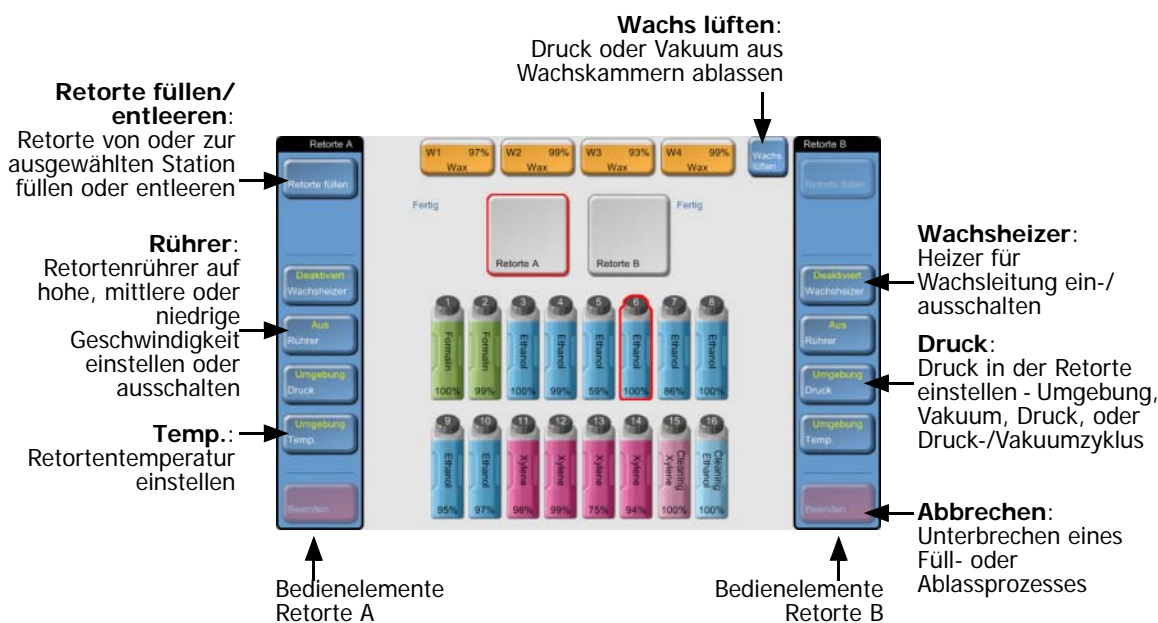 Wachs lüften:
Druck oder Vakuum aus
Wachskammern ablassen
Retorte füllen/
entleeren:
Retorte von oder zur
ausgewählten Station
füllen oder entleeren
Rührer:
Retortenrührer auf
hohe, mittlere oder
niedrige
Geschwindigkeit
einstellen oder
ausschalten
Temp.:
Retortentemperatur
einstellen
Retorte A
Retorte füllen
Deaktiviert
Wachsheizer
Aus
Rührer
Umgebung
Druck
Umgebung
Temp.
Beenden
W1 97%
Wax
W2 99%
Wax
W3 93%
Wax
W4 99%
Wax
Wachs
lüften
Fertig
Retorte A
Retorte B
Fertig
1 Formalin 100%
2 Formalin 99%
3 Ethanol 100%
4 Ethanol 99%
5 Ethanol 59%
6 Ethanol 100%
7 Ethanol 86%
8 Ethanol 100%
9 Ethanol 95%
10 Ethanol 97%
11 Xylene 98%
12 Xylene 99%
13 Xylene 75%
14 Xylene 94%
15 Cleaning
Xylene 100%
16 Cleaning
Ethanol 100%
Retorte B
Retorte füllen
Deaktiviert
Wachsheizer
Aus
Rührer
Umgebung
Druck
Umgebung
Temp.
Beenden
Wachsheizer:
Heizer für
Wachsleitung ein-/
ausschalten
Druck:
Druck in der Retorte
einstellen - Umgebung,
Vakuum, Druck, oder
Druck-/Vakuumzyklus
Abbrechen:
Unterbrechen eines
Füll- oder
Ablassprozesses
Bedienelemente
Retorte A
Bedienelemente
Retorte B